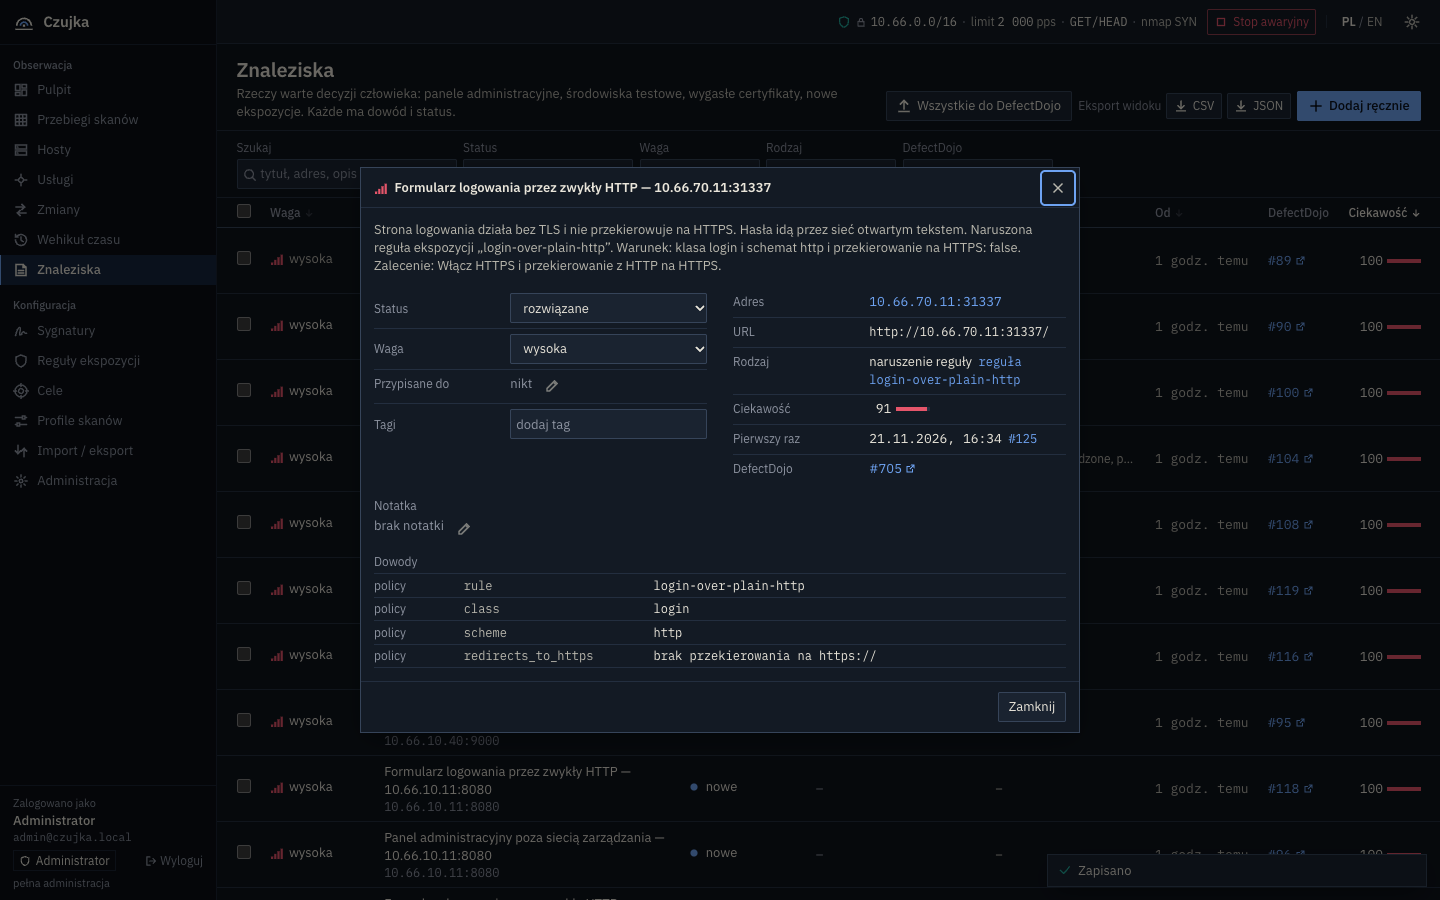 Czujka
10.66.0.0/16 · limit 2 000 pps · GET/HEAD · nmap SYN
Stop awaryjny
PL / EN
Obserwacja
Pulpit
Przebiegi skanów
Hosty
Usługi
Zmiany
Wehikuł czasu
Znaleziska
Konfiguracja
Sygnatury
Reguły ekspozycji
Cele
Profile skanów
Import / eksport
Administracja
Zalogowano jako
Administrator
admin@czujka.local
Administrator
Wyloguj
pełna administracja
Znaleziska
Rzeczy warte decyzji człowieka: panele administracyjne, środowiska testowe, wygasłe certyfikaty, nowe
ekspozycje. Każde ma dowód i status.
Wszystkie do DefectDojo
Eksport widoku
CSV
JSON
Dodaj ręcznie
Szukaj
Status
Waga
Rodzaj
DefectDojo
tytuł, adres, opis
Waga
Od
DefectDojo
Ciekawość
wysoka
1 godz. temu #89 100
wysoka
1 godz. temu #90 100
wysoka
1 godz. temu #100 100
wysoka
dzone, p...
1 godz. temu #104 100
wysoka
1 godz. temu #108 100
wysoka
1 godz. temu #119 100
wysoka
1 godz. temu #116 100
wysoka
10.66.10.40:9000
1 godz. temu #95 100
wysoka
Formularz logowania przez zwykły HTTP —
10.66.10.11:8080
10.66.10.11:8080
nowe
–
–
1 godz. temu #118 100
wysoka
Panel administracyjny poza siecią zarządzania —
10.66.10.11:8080
10.66.10.11:8080
nowe
–
–
Formularz logowania przez zwykły HTTP — 10.66.70.11:31337
Strona logowania działa bez TLS i nie przekierowuje na HTTPS. Hasła idą przez sieć otwartym tekstem. Naruszona
reguła ekspozycji „login-over-plain-http”. Warunek: klasa login i schemat http i przekierowanie na HTTPS: false.
Zalecenie: Włącz HTTPS i przekierowanie z HTTP na HTTPS.
Status
rozwiązane
Waga
wysoka
Przypisane do
nikt
Tagi
dodaj tag
Adres
10.66.70.11:31337
URL
http://10.66.70.11:31337/
Rodzaj
naruszenie reguły reguła
login-over-plain-http
Ciekawość
91
Pierwszy raz
21.11.2026, 16:34 #125
DefectDojo
#705
Notatka
brak notatki
Dowody
policy rule login-over-plain-http
policy class login
policy scheme http
policy redirects_to_https brak przekierowania na https://
Zamknij
Zapisano